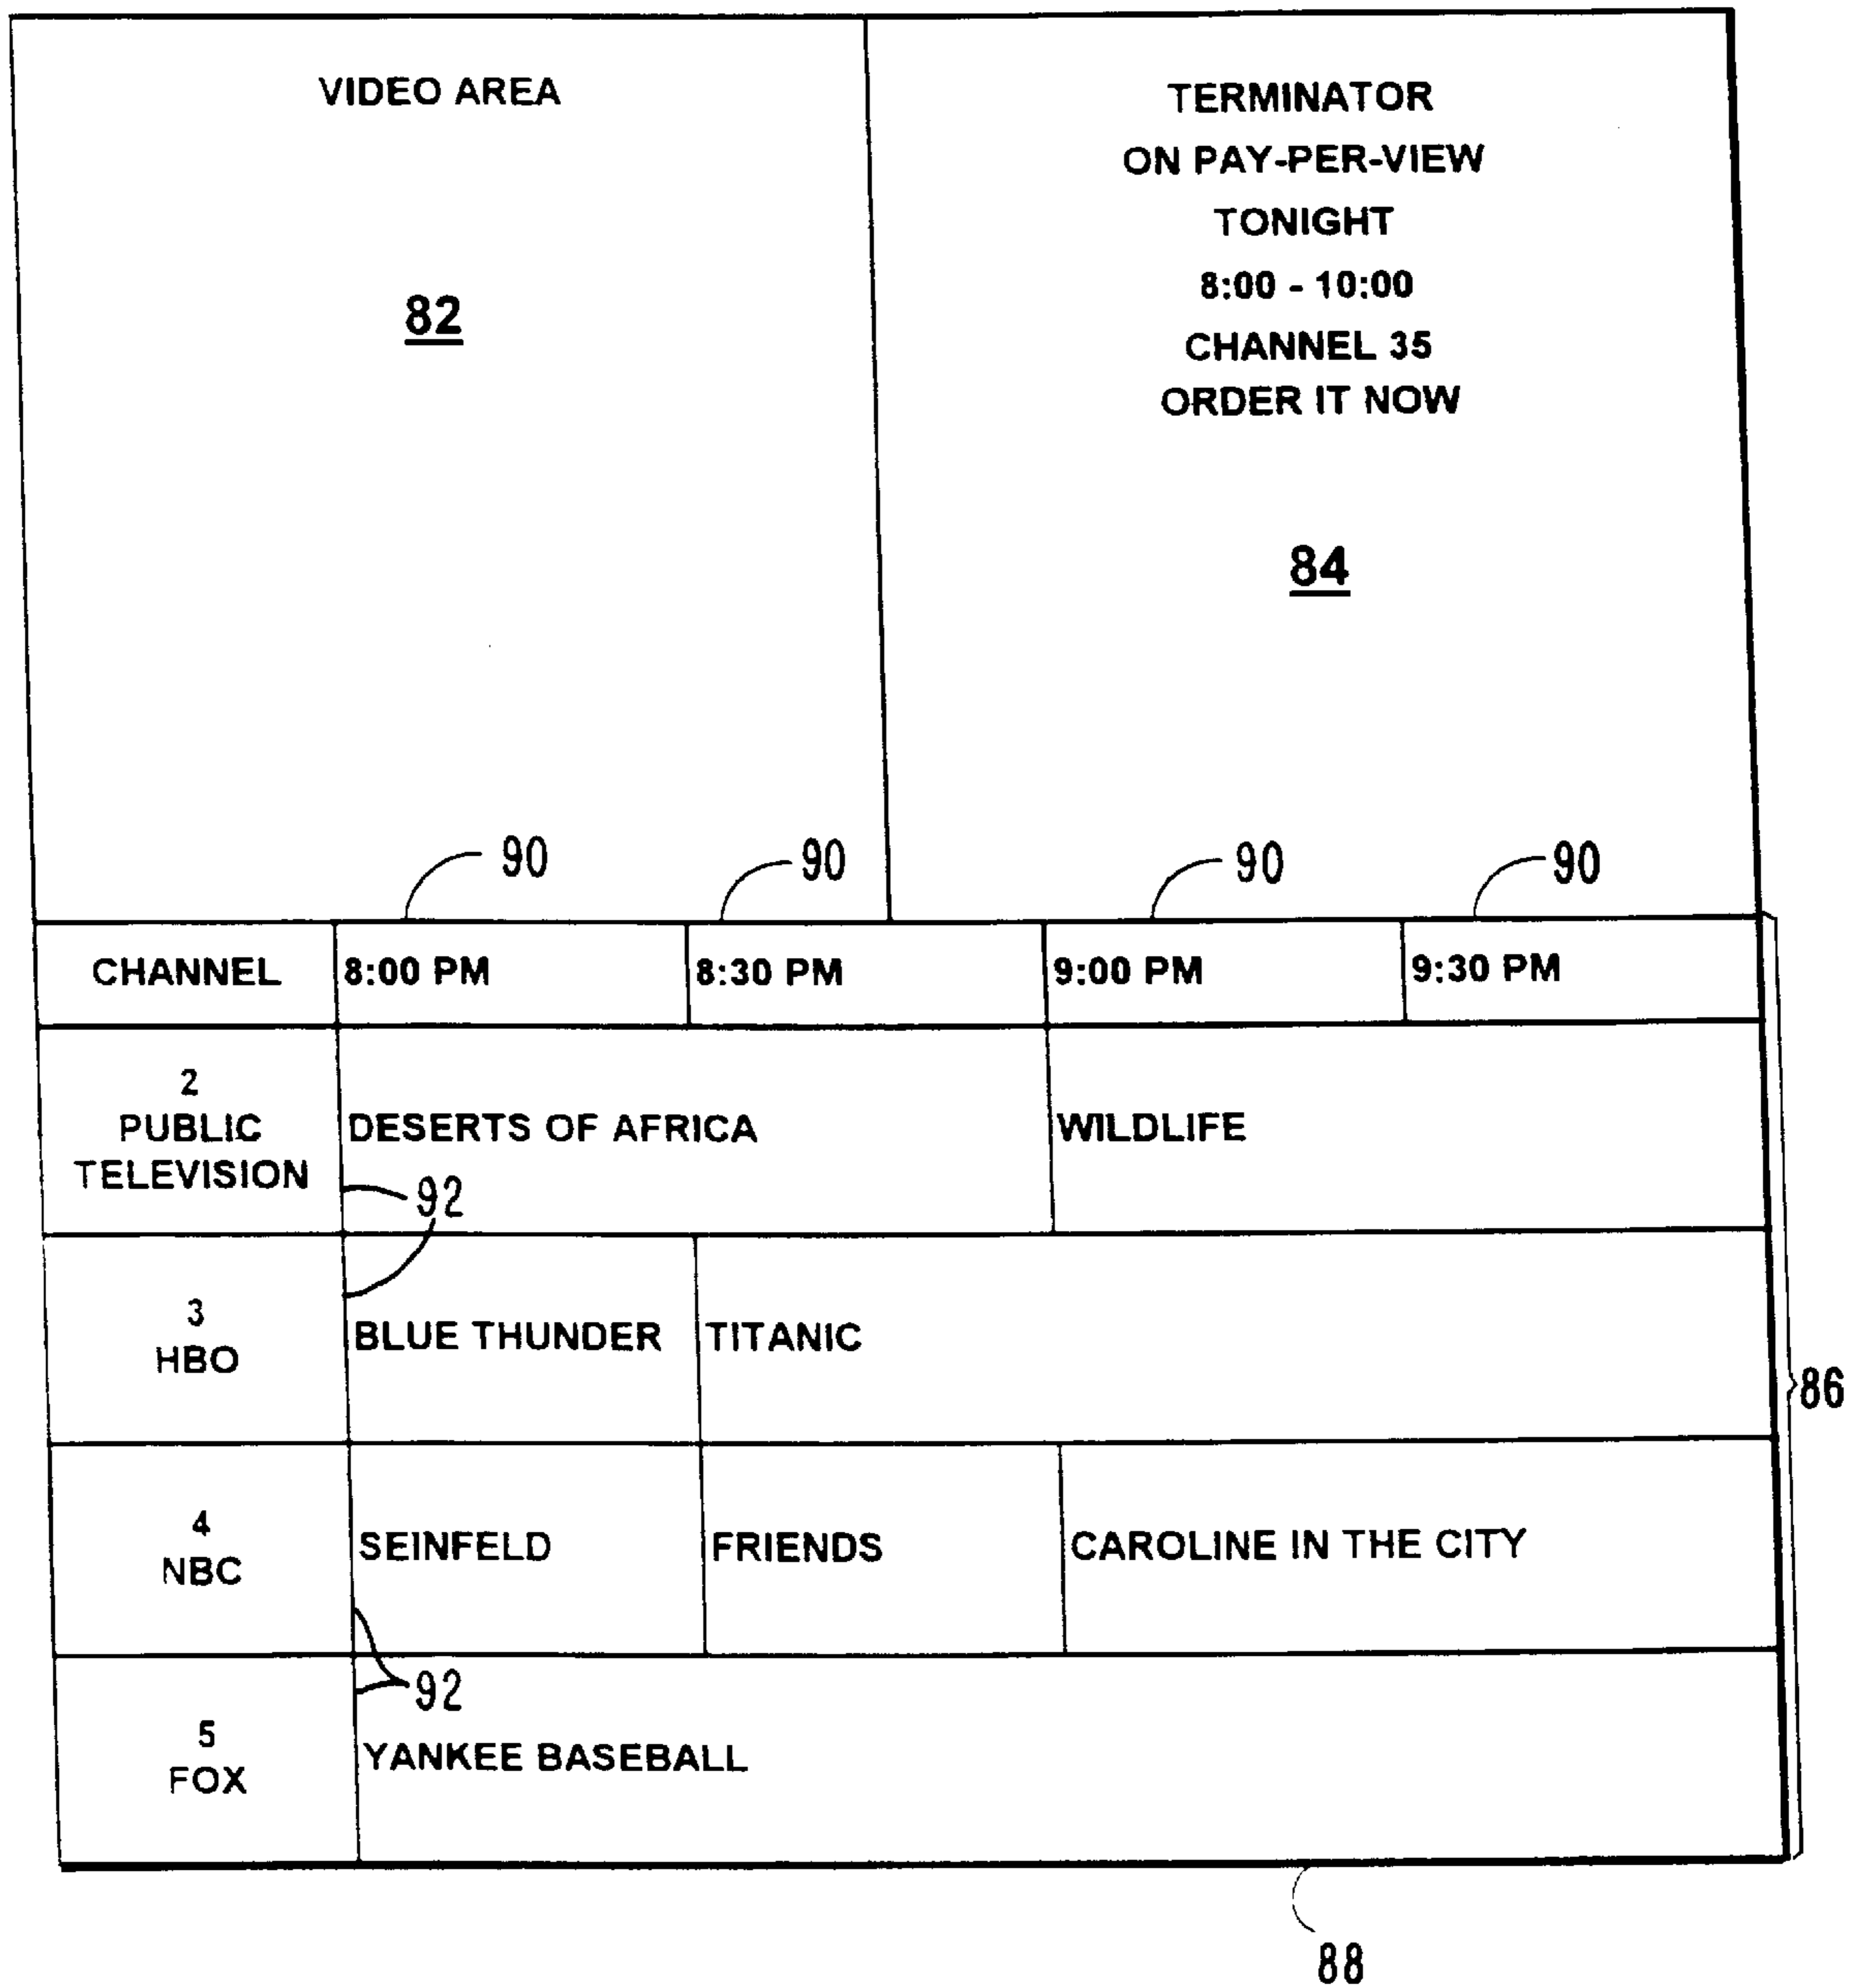 VIDEO AREA
82
TERMINATOR
ON PAY-PER-VIEW
TONIGHT
8:00 - 10:00
CHANNEL 35
ORDER IT NOW
84
90
90
90
90
CHANNEL
8:00 PM
8:30 PM
9:00 PM
9:30 PM
2
PUBLIC
TELEVISION
DESERTS OF AFRICA
WILDLIFE
92
3
HBO
BLUE THUNDER
TITANIC
86
4
NBC
SEINFELD
FRIENDS
CAROLINE IN THE CITY
92
5
FOX
YANKEE BASEBALL
88